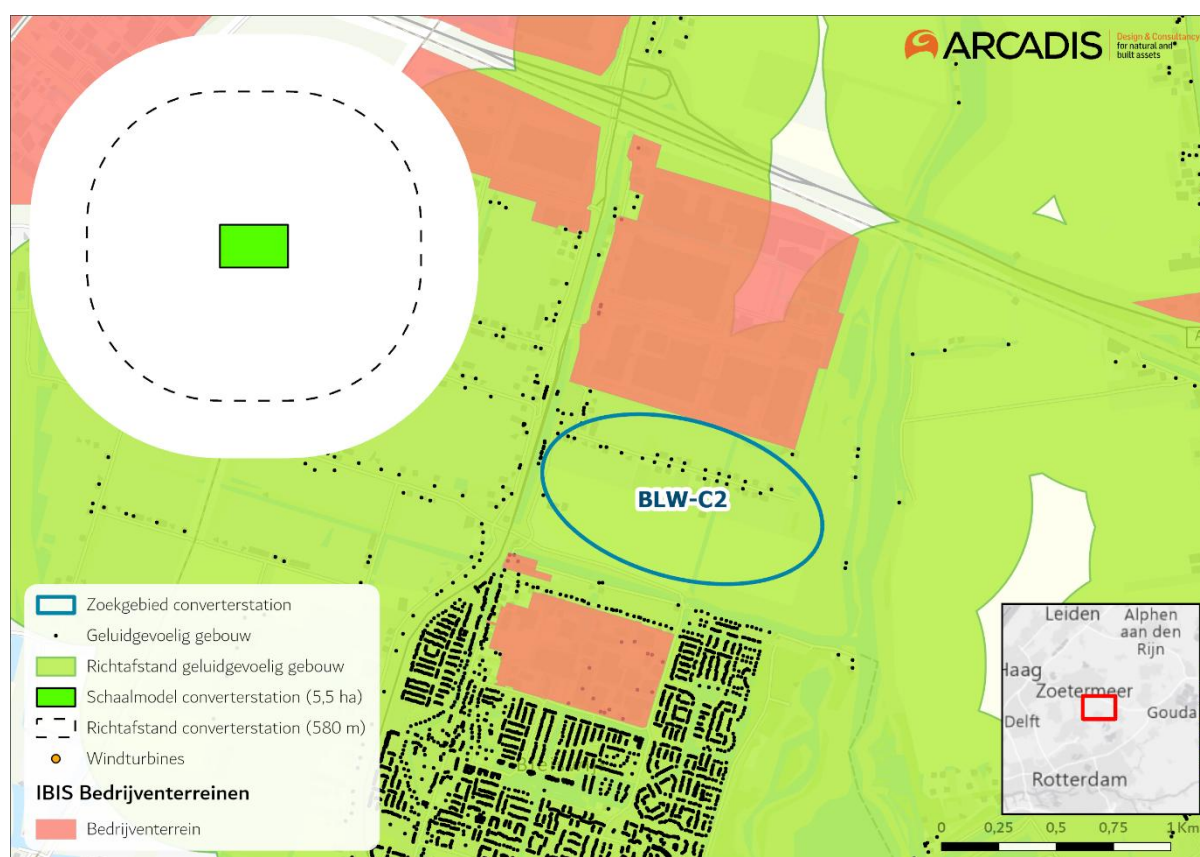 ARCADIS
Design & Consultancy
for natural and
built assets
BLW-C2
Zoekgebied converterstation
Geluidgevoelig gebouw
Richtafstand geluidgevoelig gebouw
Schaalmodel converterstation (5,5 ha)
Richtafstand converterstation (580 m)
Windturbines
IBIS Bedrijventerreinen
Bedrijventerrein
Leiden
Alphen
aan den
Rijn
Haag
Zoetermeer
Delft
Gouda
Rotterdam
0 0,25 0,5 0,75 1 Km